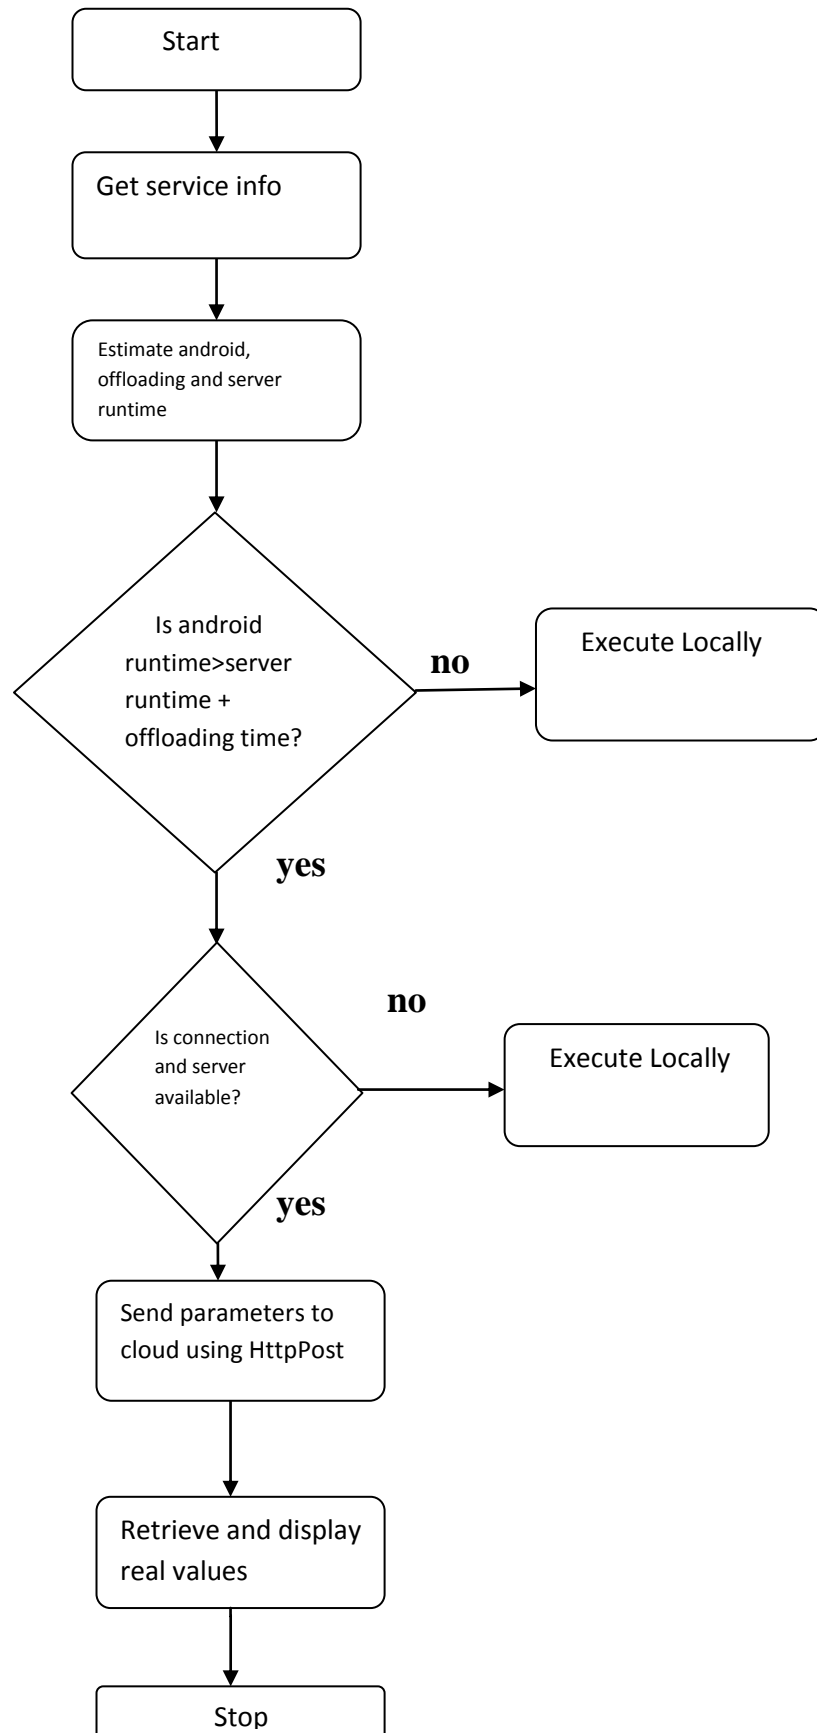 Start
Get service info
Estimate android,
offloading and server
runtime
Is android
runtime>server
runtime +
offloading time?
no
Execute Locally
yes
no
Is connection
and server
available?
Execute Locally
yes
Send parameters to
cloud using HttpPost
Retrieve and display
real values
Stop